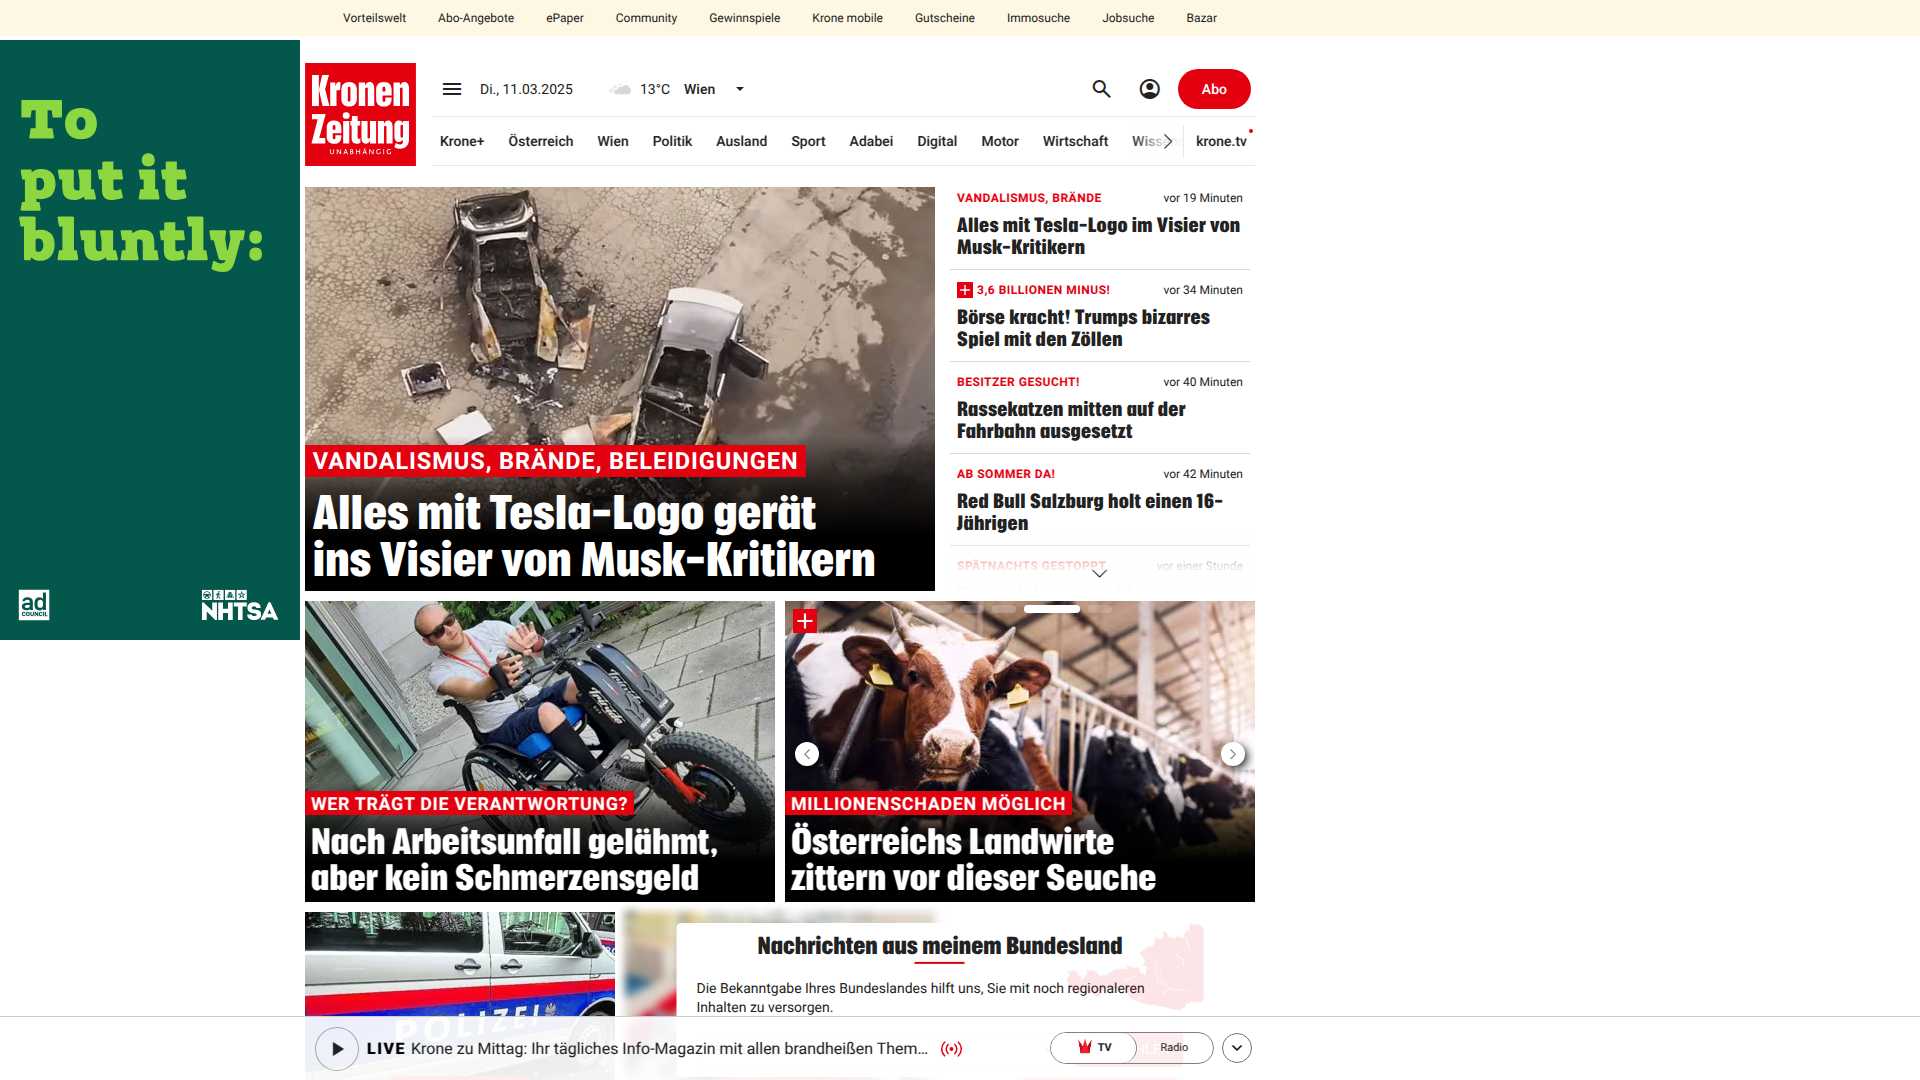 Vorteilswelt Abo-Angebote ePaper Community Gewinnspiele Krone mobile Gutscheine Immosuche Jobsuche Bazar
To
put it
bluntly:
ad
COUNCIL
NHTSA
Kronen
Zeitung
UNABHÄNGIG
Di., 11.03.2025 13°C Wien
Abo
Krone+ Österreich Wien Politik Ausland Sport Adabei Digital Motor Wirtschaft krone.tv
VANDALISMUS, BRÄNDE, BELEIDIGUNGEN
Alles mit Tesla-Logo gerät
ins Visier von Musk-Kritikern
VANDALISMUS, BRÄNDE vor 19 Minuten
Alles mit Tesla-Logo im Visier von
Musk-Kritikern
3,6 BILLIONEN MINUS! vor 34 Minuten
Börse kracht! Trumps bizarres
Spiel mit den Zöllen
BESITZER GESUCHT! vor 40 Minuten
Rassekatzen mitten auf der
Fahrbahn ausgesetzt
AB SOMMER DA! vor 42 Minuten
Red Bull Salzburg holt einen 16-
Jährigen
SPÄTNACHTS GESTOPPT vor einer Stunde
WER TRÄGT DIE VERANTWORTUNG?
Nach Arbeitsunfall gelähmt,
aber kein Schmerzensgeld
MILLIONENSCHADEN MÖGLICH
Österreichs Landwirte
zittern vor dieser Seuche
Nachrichten aus meinem Bundesland
Die Bekanntgabe Ihres Bundeslandes hilft uns, Sie mit noch regionaleren
Inhalten zu versorgen.
POLIZEI
LIVE Krone zu Mittag: Ihr tägliches Info-Magazin mit allen brandheißen Them...
TV Radio